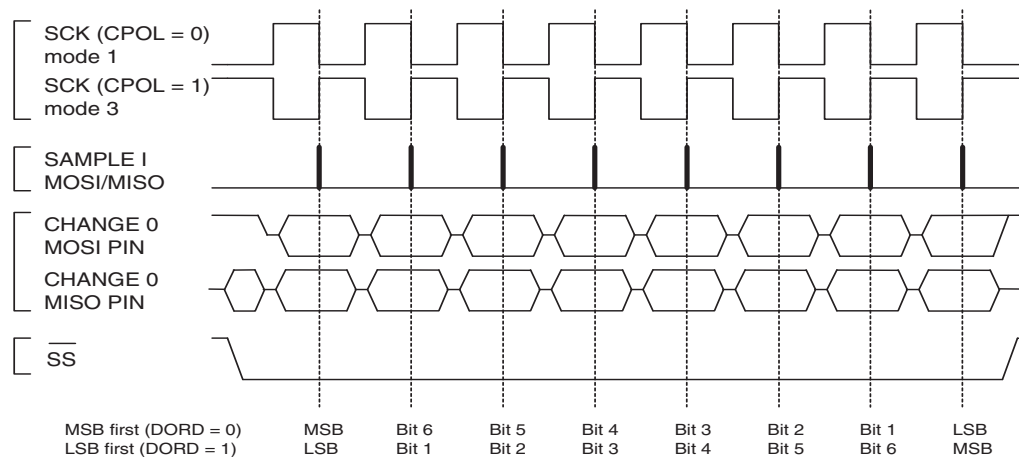 SCK (CPOL = 0)
mode 1
SCK (CPOL = 1)
mode 3
SAMPLE I
MOSI/MISO
CHANGE 0
MOSI PIN
CHANGE 0
MISO PIN
SS
MSB first (DORD = 0) MSB Bit 6 Bit 5 Bit 4 Bit 3 Bit 2 Bit 1 LSB
LSB first (DORD = 1) LSB Bit 1 Bit 2 Bit 3 Bit 4 Bit 5 Bit 6 MSB